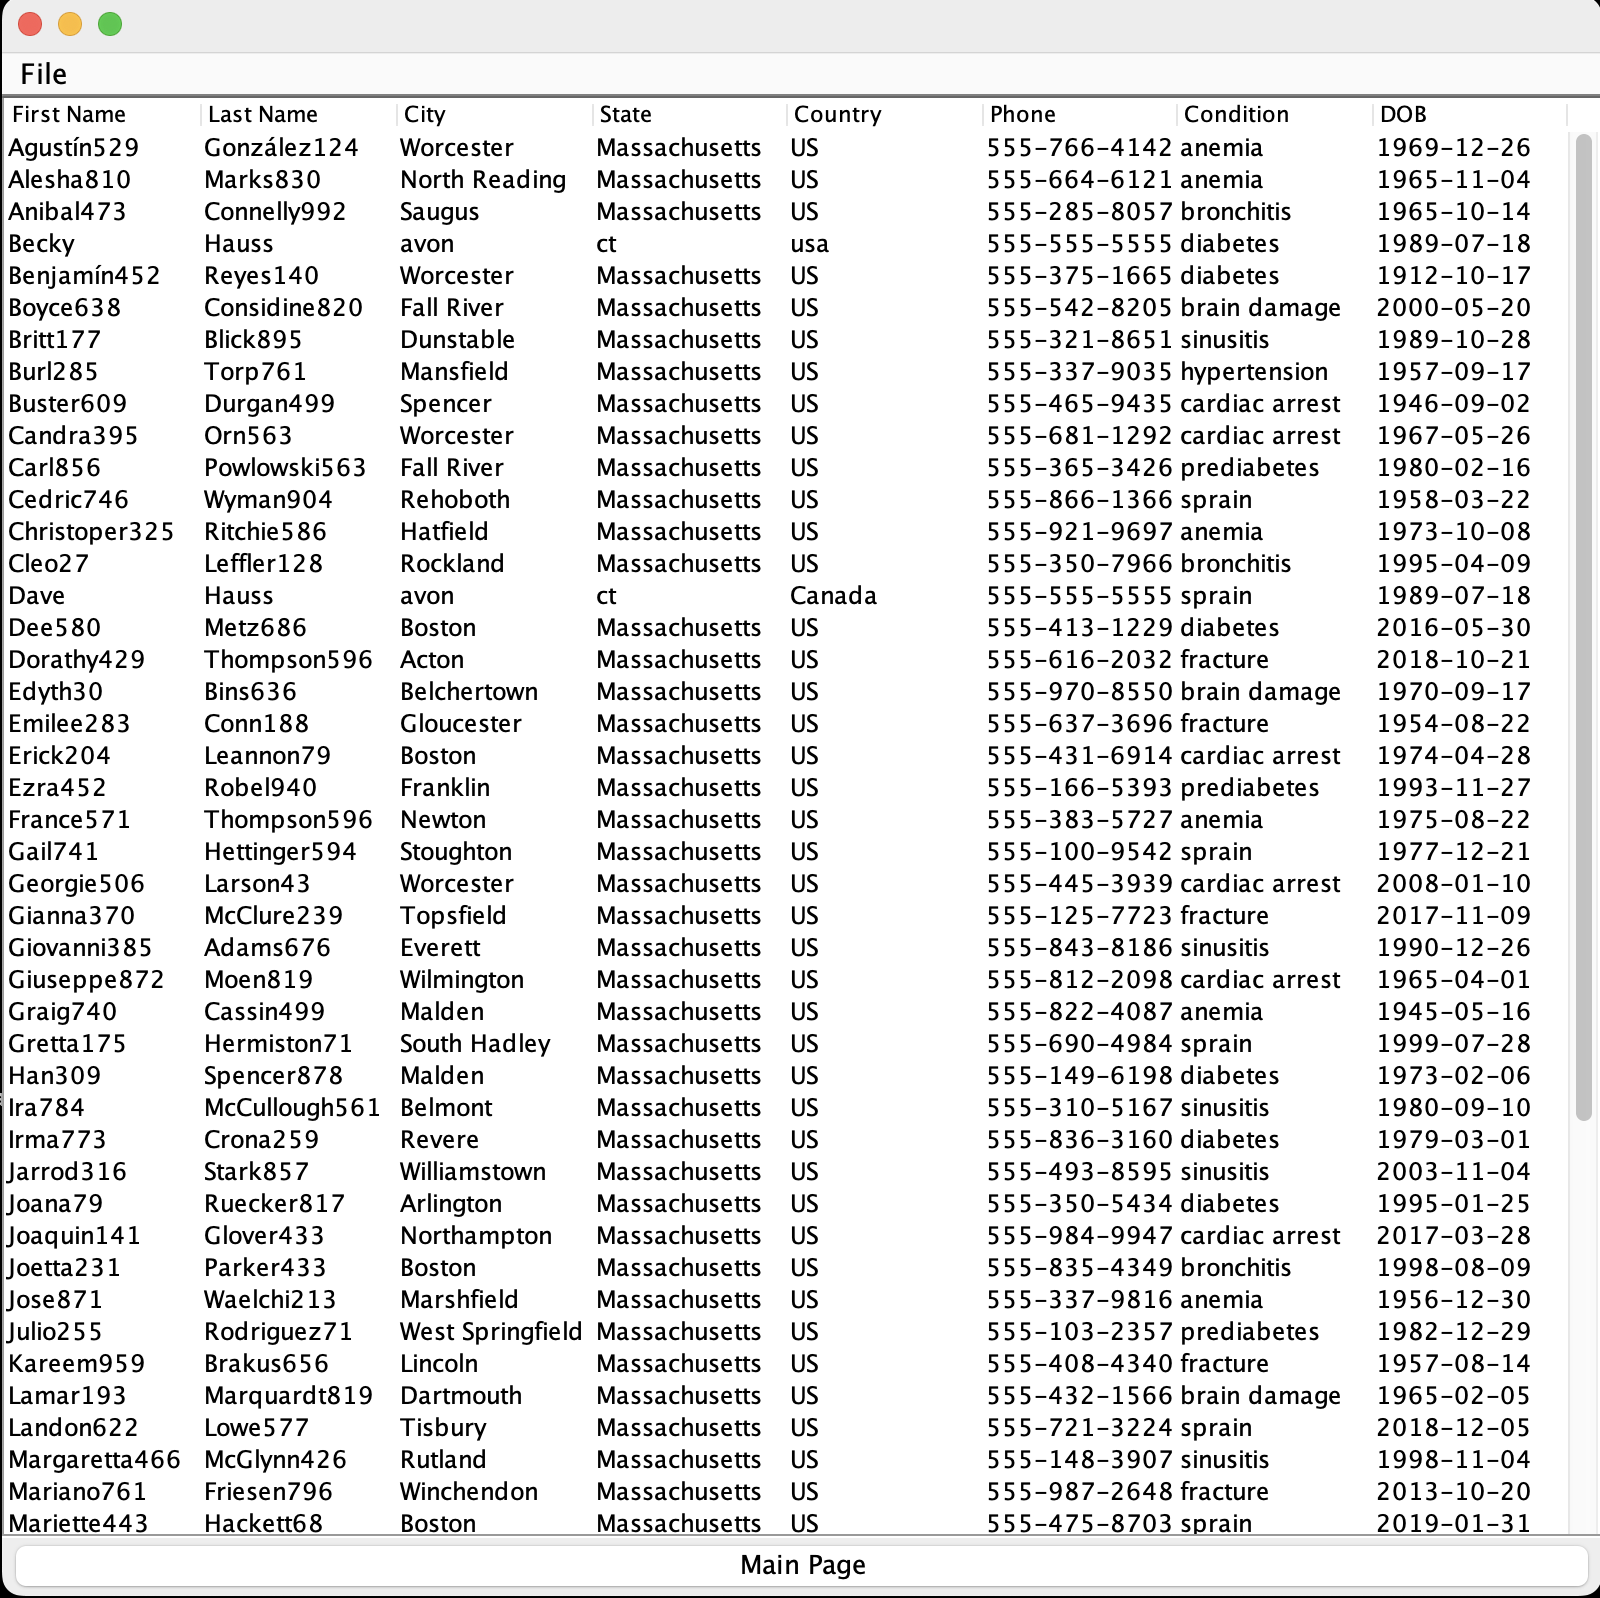 File
First Name Last Name City State Country Phone Condition DOB
Agustín529 González124 Worcester Massachusetts US 555-766-4142 anemia 1969-12-26
Alesha810 Marks830 North Reading Massachusetts US 555-664-6121 anemia 1965-11-04
Anibal473 Connelly992 Saugus Massachusetts US 555-285-8057 bronchitis 1965-10-14
Becky Hauss avon ct usa 555-555-5555 diabetes 1989-07-18
Benjamín452 Reyes140 Worcester Massachusetts US 555-375-1665 diabetes 1912-10-17
Boyce638 Considine820 Fall River Massachusetts US 555-542-8205 brain damage 2000-05-20
Britt177 Blick895 Dunstable Massachusetts US 555-321-8651 sinusitis 1989-10-28
Burl285 Torp761 Mansfield Massachusetts US 555-337-9035 hypertension 1957-09-17
Buster609 Durgan499 Spencer Massachusetts US 555-465-9435 cardiac arrest 1946-09-02
Candra395 Orn563 Worcester Massachusetts US 555-681-1292 cardiac arrest 1967-05-26
Carl856 Powlowski563 Fall River Massachusetts US 555-365-3426 prediabetes 1980-02-16
Cedric746 Wyman904 Rehoboth Massachusetts US 555-866-1366 sprain 1958-03-22
Christoper325 Ritchie586 Hatfield Massachusetts US 555-921-9697 anemia 1973-10-08
Cleo27 Leffler128 Rockland Massachusetts US 555-350-7966 bronchitis 1995-04-09
Dave Hauss avon ct Canada 555-555-5555 sprain 1989-07-18
Dee580 Metz686 Boston Massachusetts US 555-413-1229 diabetes 2016-05-30
Dorathy429 Thompson596 Acton Massachusetts US 555-616-2032 fracture 2018-10-21
Edyth30 Bins636 Belchertown Massachusetts US 555-970-8550 brain damage 1970-09-17
Emilee283 Conn188 Gloucester Massachusetts US 555-637-3696 fracture 1954-08-22
Erick204 Leannon79 Boston Massachusetts US 555-431-6914 cardiac arrest 1974-04-28
Ezra452 Robel940 Franklin Massachusetts US 555-166-5393 prediabetes 1993-11-27
France571 Thompson596 Newton Massachusetts US 555-383-5727 anemia 1975-08-22
Gail741 Hettinger594 Stoughton Massachusetts US 555-100-9542 sprain 1977-12-21
Georgie506 Larson43 Worcester Massachusetts US 555-445-3939 cardiac arrest 2008-01-10
Gianna370 McClure239 Topsfield Massachusetts US 555-125-7723 fracture 2017-11-09
Giovanni385 Adams676 Everett Massachusetts US 555-843-8186 sinusitis 1990-12-26
Giuseppe872 Moen819 Wilmington Massachusetts US 555-812-2098 cardiac arrest 1965-04-01
Graig740 Cassin499 Malden Massachusetts US 555-822-4087 anemia 1945-05-16
Gretta175 Hermiston71 South Hadley Massachusetts US 555-690-4984 sprain 1999-07-28
Han309 Spencer878 Malden Massachusetts US 555-149-6198 diabetes 1973-02-06
Ira784 McCullough561 Belmont Massachusetts US 555-310-5167 sinusitis 1980-09-10
Irma773 Crona259 Revere Massachusetts US 555-836-3160 diabetes 1979-03-01
Jarrod316 Stark857 Williamstown Massachusetts US 555-493-8595 sinusitis 2003-11-04
Joana79 Ruecker817 Arlington Massachusetts US 555-350-5434 diabetes 1995-01-25
Joaquin141 Glover433 Northampton Massachusetts US 555-984-9947 cardiac arrest 2017-03-28
Joetta231 Parker433 Boston Massachusetts US 555-835-4349 bronchitis 1998-08-09
Jose871 Waelchi213 Marshfield Massachusetts US 555-337-9816 anemia 1956-12-30
Julio255 Rodriguez71 West Springfield Massachusetts US 555-103-2357 prediabetes 1982-12-29
Kareem959 Brakus656 Lincoln Massachusetts US 555-408-4340 fracture 1957-08-14
Lamar193 Marquardt819 Dartmouth Massachusetts US 555-432-1566 brain damage 1965-02-05
Landon622 Lowe577 Tisbury Massachusetts US 555-721-3224 sprain 2018-12-05
Margaretta466 McGlynn426 Rutland Massachusetts US 555-148-3907 sinusitis 1998-11-04
Mariano761 Friesen796 Winchendon Massachusetts US 555-987-2648 fracture 2013-10-20
Mariette443 Hackett68 Boston Massachusetts US 555-475-8703 sprain 2019-01-31
Main Page